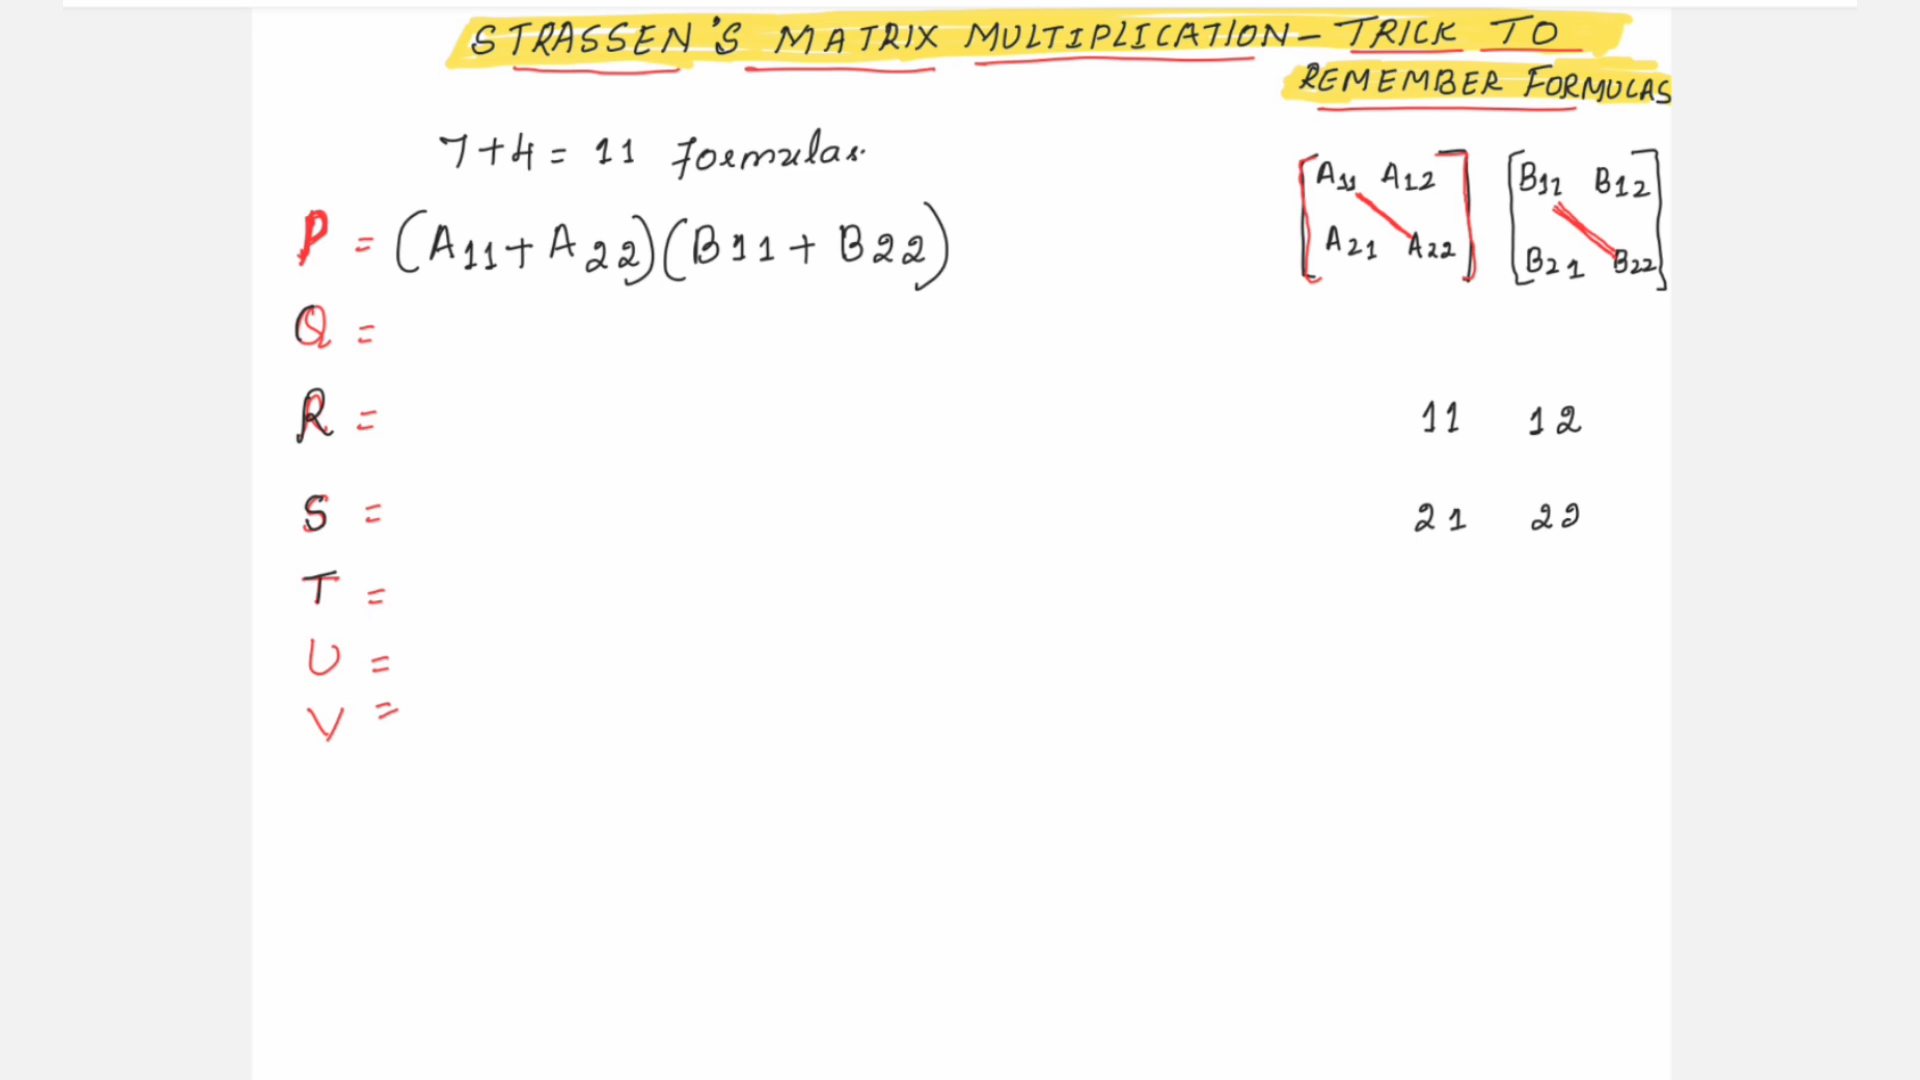 STRASSEN'S MATRIX MULTIPLICATION - TRICK TO
REMEMBER FORMULAS
7+4 = 11 Formulas.
A11 A12 B12 B12
A21 A22 B21 B22
P = (A11 + A22)(B11 + B22)
Q =
R =
11 12
S =
21 22
T =
U =
V =